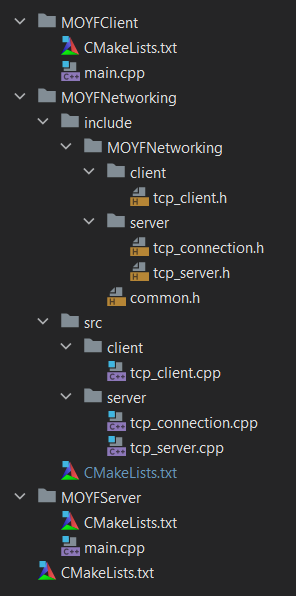 MOYFClient
CMakeLists.txt
main.cpp
MOYFNetworking
include
MOYFNetworking
client
tcp_client.h
server
tcp_connection.h
tcp_server.h
common.h
src
client
tcp_client.cpp
server
tcp_connection.cpp
tcp_server.cpp
CMakeLists.txt
MOYFServer
CMakeLists.txt
main.cpp
CMakeLists.txt